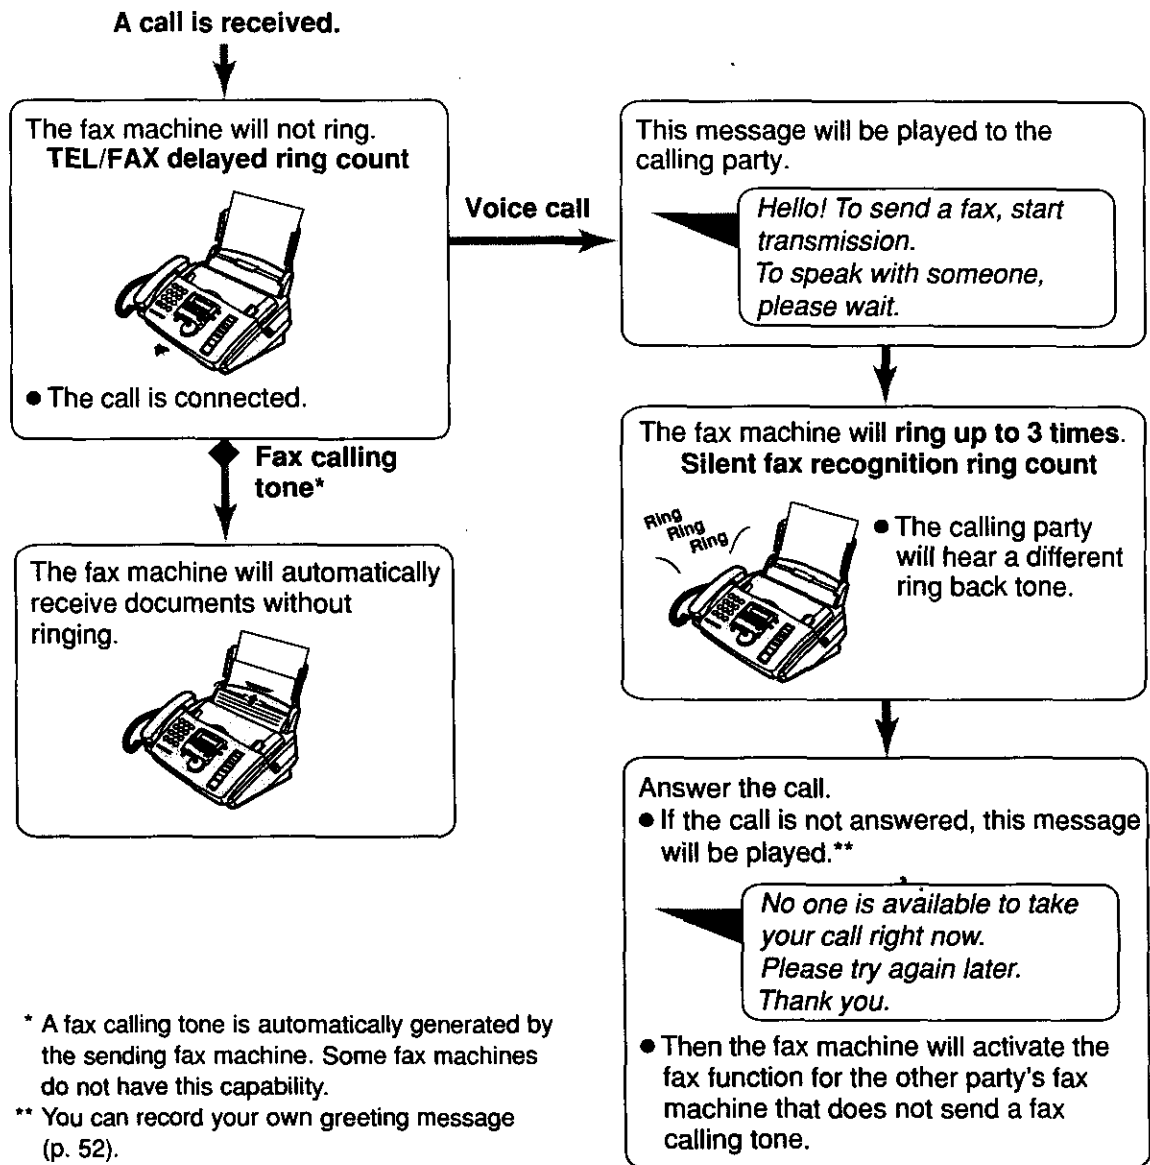 A call is received.
The fax machine will not ring.
TEL/FAX delayed ring count
● The call is connected.
Fax calling
tone*
The fax machine will automatically
receive documents without
ringing.
Voice call
This message will be played to the
calling party.
Hello! To send a fax, start
transmission.
To speak with someone,
please wait.
The fax machine will ring up to 3 times.
Silent fax recognition ring count
Ring
Ring
Ring
● The calling party
will hear a different
ring back tone.
Answer the call.
● If the call is not answered, this message
will be played.**
No one is available to take
your call right now.
Please try again later.
Thank you.
● Then the fax machine will activate the
fax function for the other party's fax
machine that does not send a fax
calling tone.
* A fax calling tone is automatically generated by
the sending fax machine. Some fax machines
do not have this capability.
** You can record your own greeting message
(p. 52).